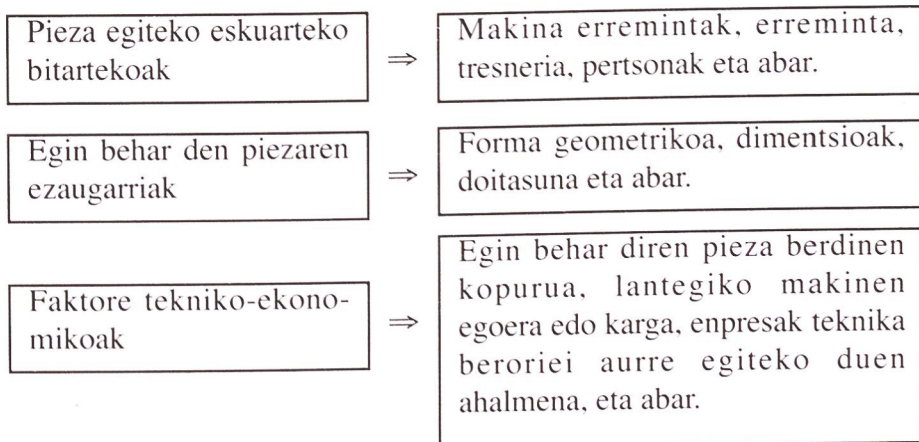 Pieza egiteko eskuarteko
bitartekoak
⇒
Makina erremintak, erreminta,
tresneria, pertsonak eta abar.
Egin behar den piezaren
ezaugarriak
⇒
Forma geometrikoa, dimentsioak,
doitasuna eta abar.
Faktore tekniko-ekono-
mikoak
⇒
Egin behar diren pieza berdinen
kopurua, lantegiko makinen
egoera edo karga, enpresak teknika
beroriei aurre egiteko duen
ahalmena, eta abar.